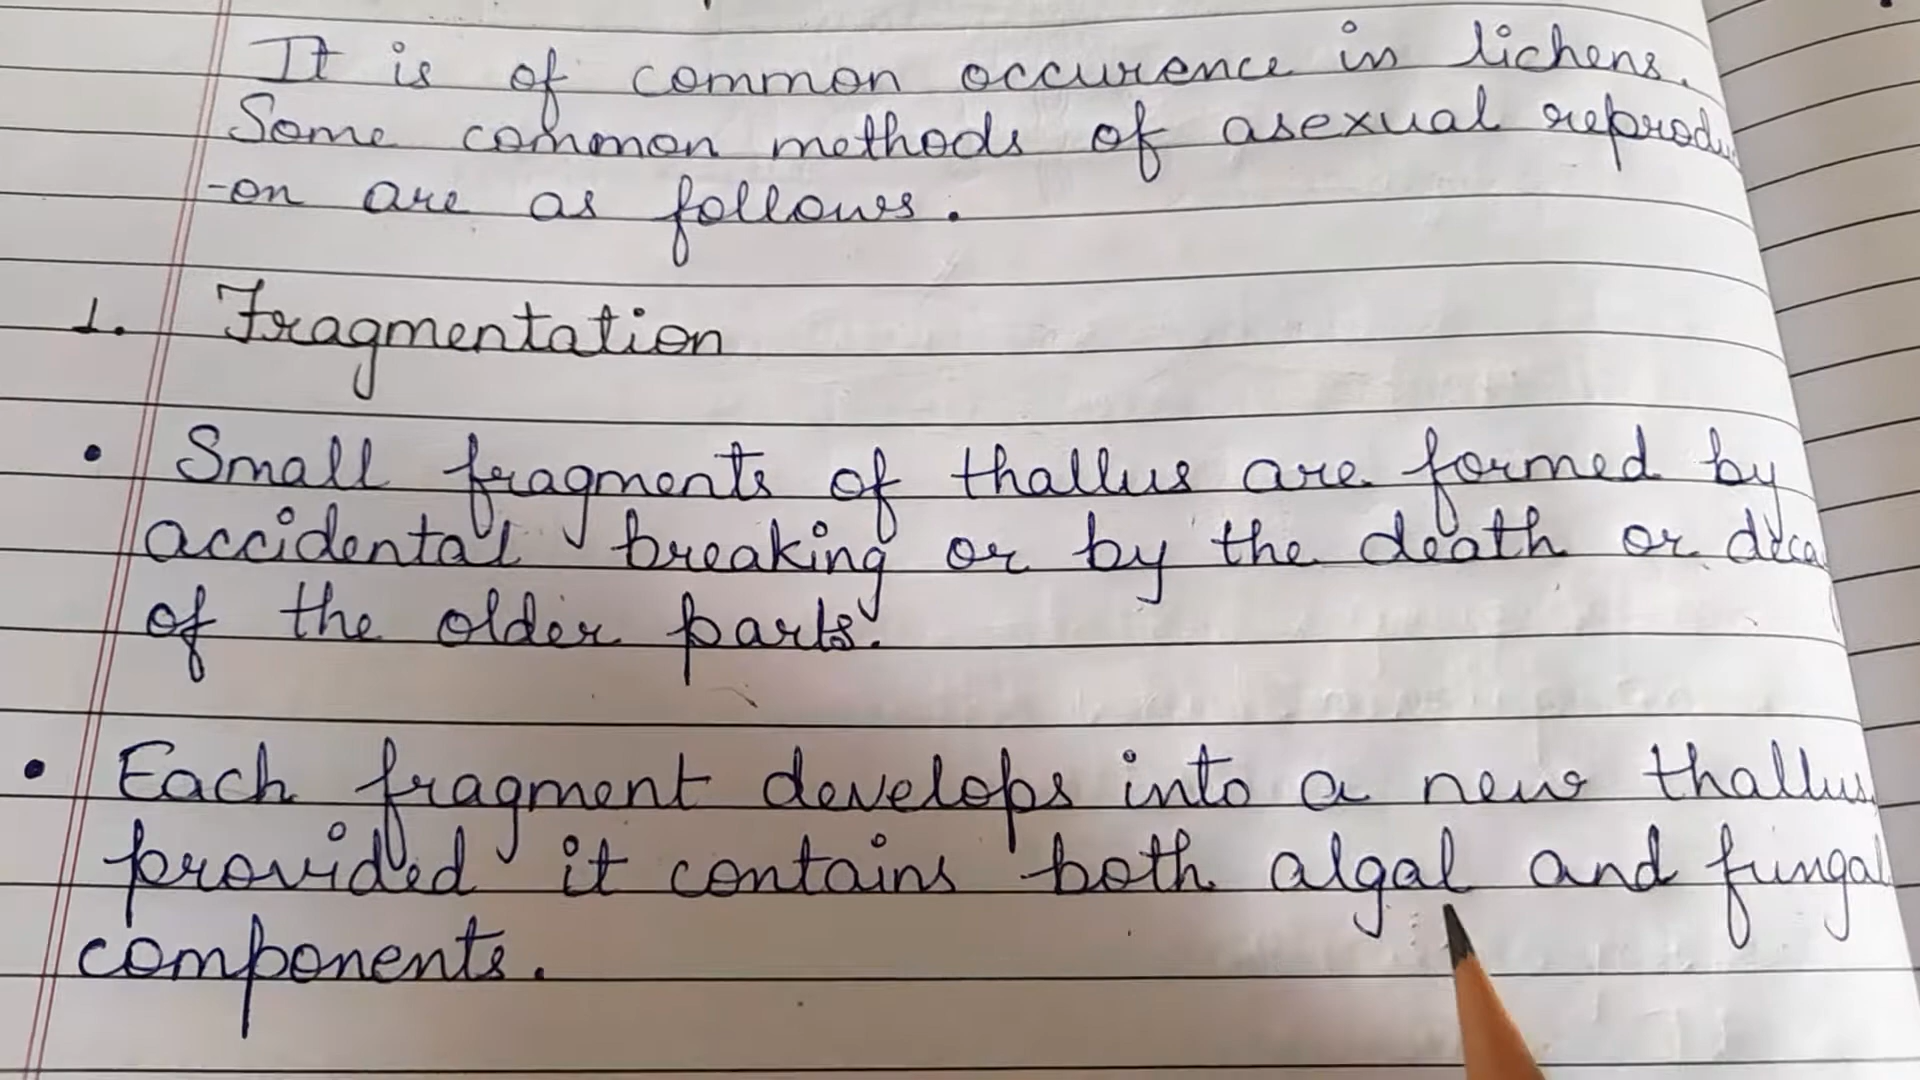 It is of common occurence in lichens.
Some common methods of asexual reprodu
-on are as follows.
1. Fragmentation
• Small fragments of thallus are formed by
accidental breaking or by the death or deca
of the older parts.
• Each fragment develops into a new thallus
provided it contains both algal and fungal
components.